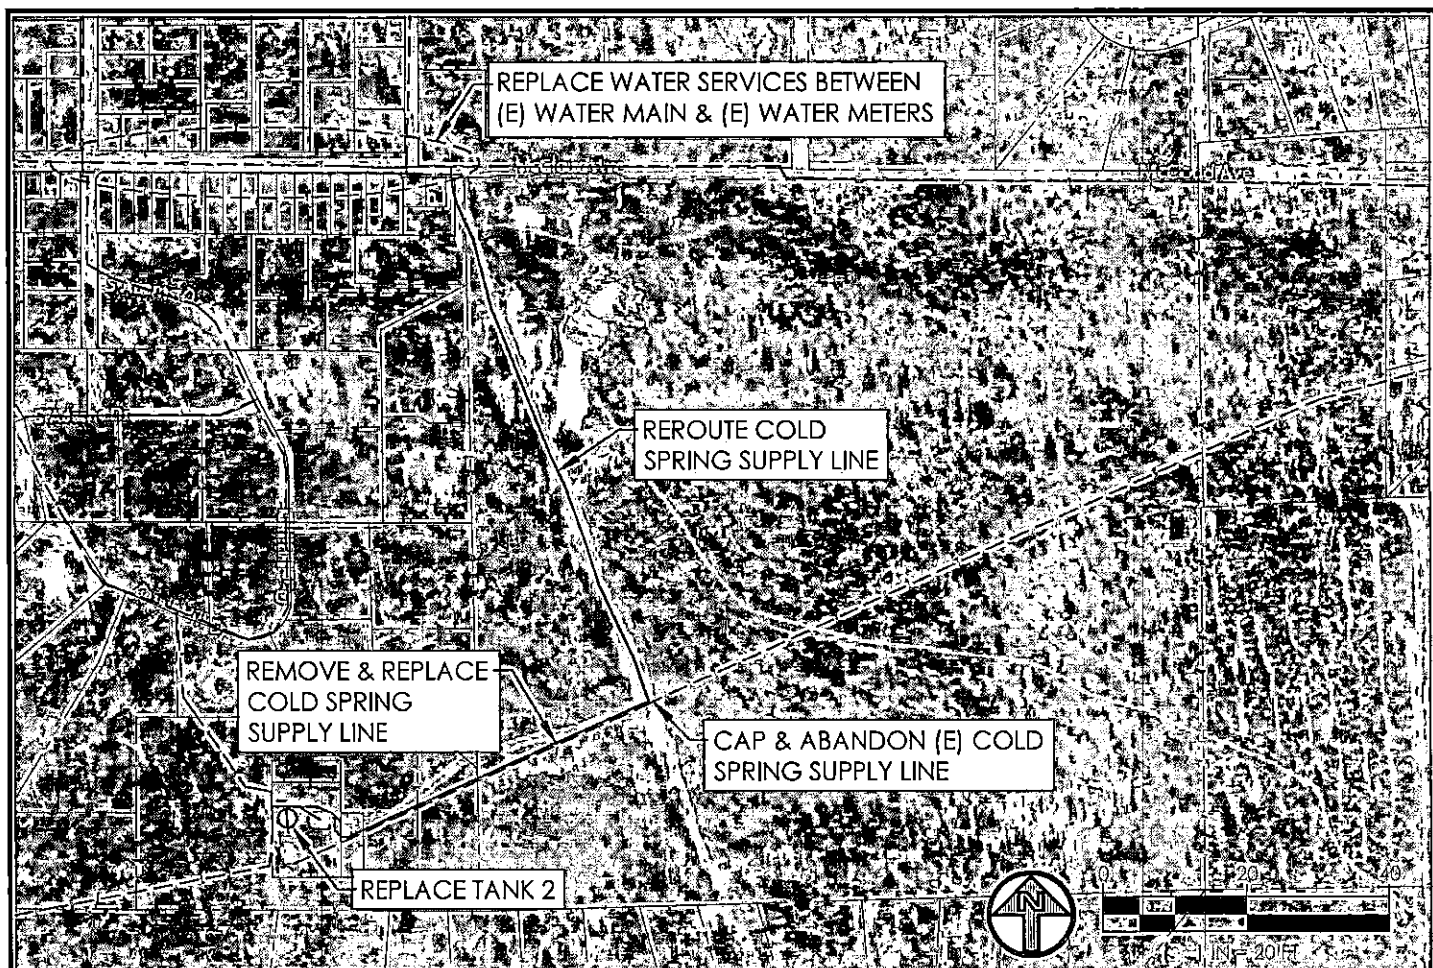 REPLACE WATER SERVICES BETWEEN
(E) WATER MAIN & (E) WATER METERS
REROUTE COLD
SPRING SUPPLY LINE
REMOVE & REPLACE
COLD SPRING
SUPPLY LINE
CAP & ABANDON (E) COLD
SPRING SUPPLY LINE
REPLACE TANK 2
N
0 20 40
1 IN = 20 FT